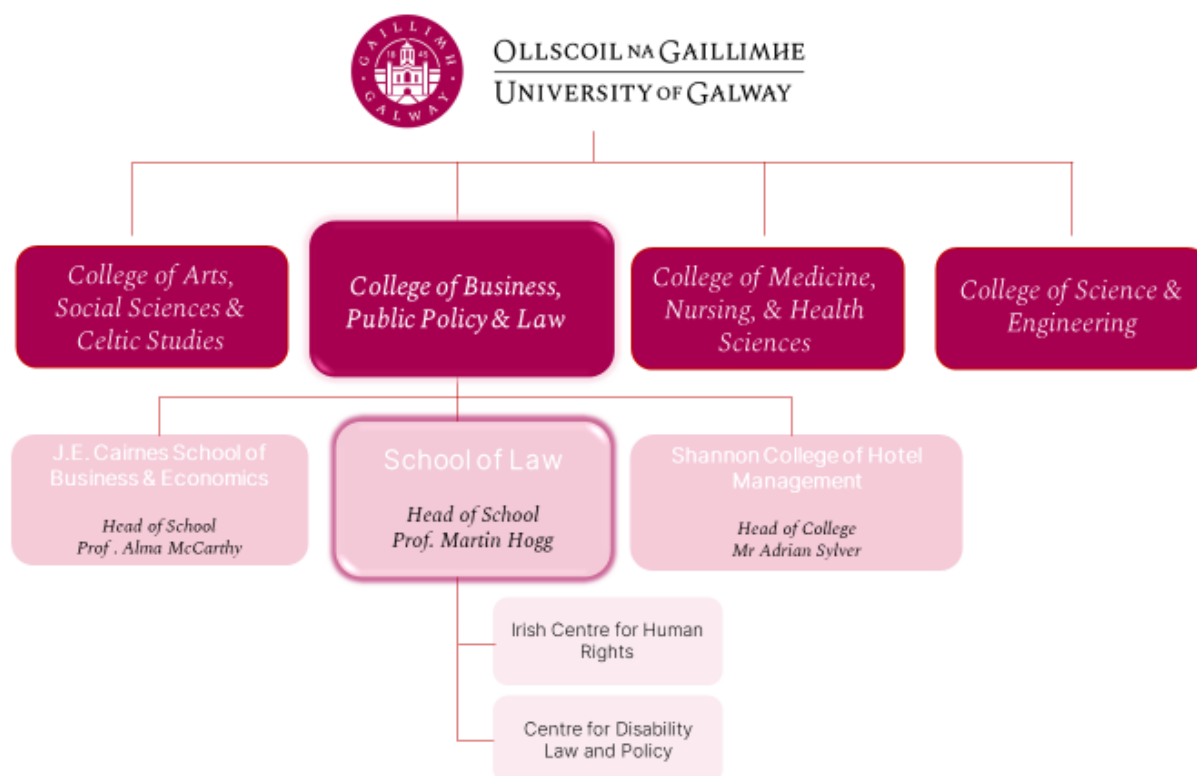 GAILLIMH
1845
GALWAY
OLLSCOIL NA GAILLIMHE
UNIVERSITY OF GALWAY
College of Arts,
Social Sciences &
Celtic Studies
College of Business,
Public Policy & Law
College of Medicine,
Nursing, & Health
Sciences
College of Science &
Engineering
J.E. Cairnes School of
Business & Economics
Head of School
Prof . Alma McCarthy
School of Law
Head of School
Prof. Martin Hogg
Shannon College of Hotel
Management
Head of College
Mr Adrian Sylver
Irish Centre for Human
Rights
Centre for Disability
Law and Policy